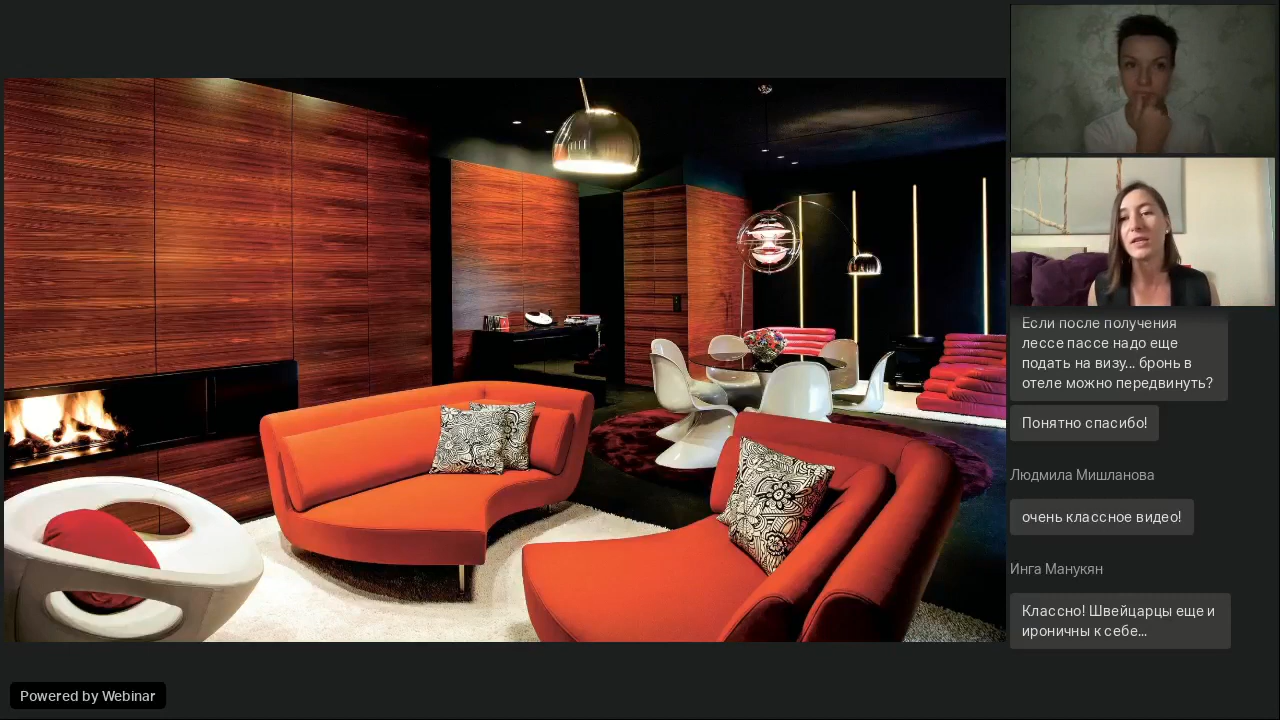 Если после получения
лессе пассе надо еще
подать на визу... бронь в
отеле можно передвинуть?
Понятно спасибо!
Людмила Мишланова
очень классное видео!
Инга Манукян
Классно! Швейцарцы еще и
ироничны к себе...
Powered by Webinar